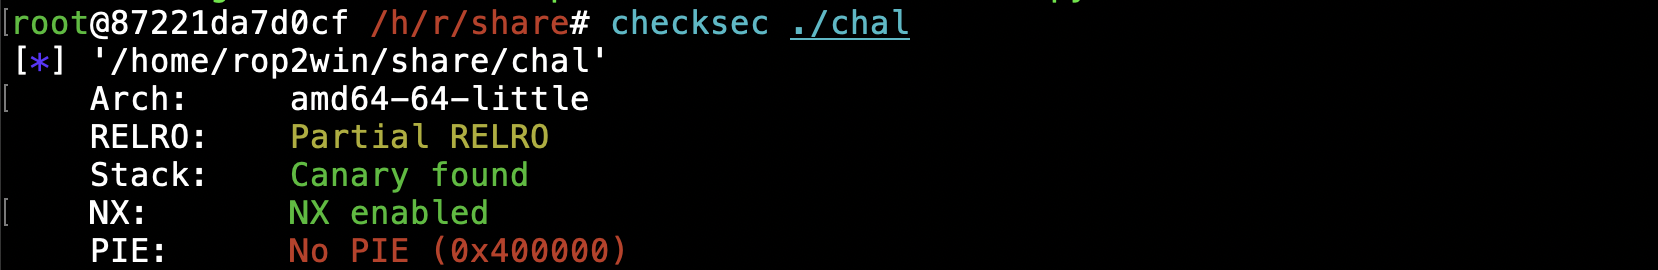 root@87221da7d0cf /h/r/share# checksec ./chal
[*] '/home/rop2win/share/chal'
Arch: amd64-64-little
RELRO: Partial RELRO
Stack: Canary found
NX: NX enabled
PIE: No PIE (0x400000)